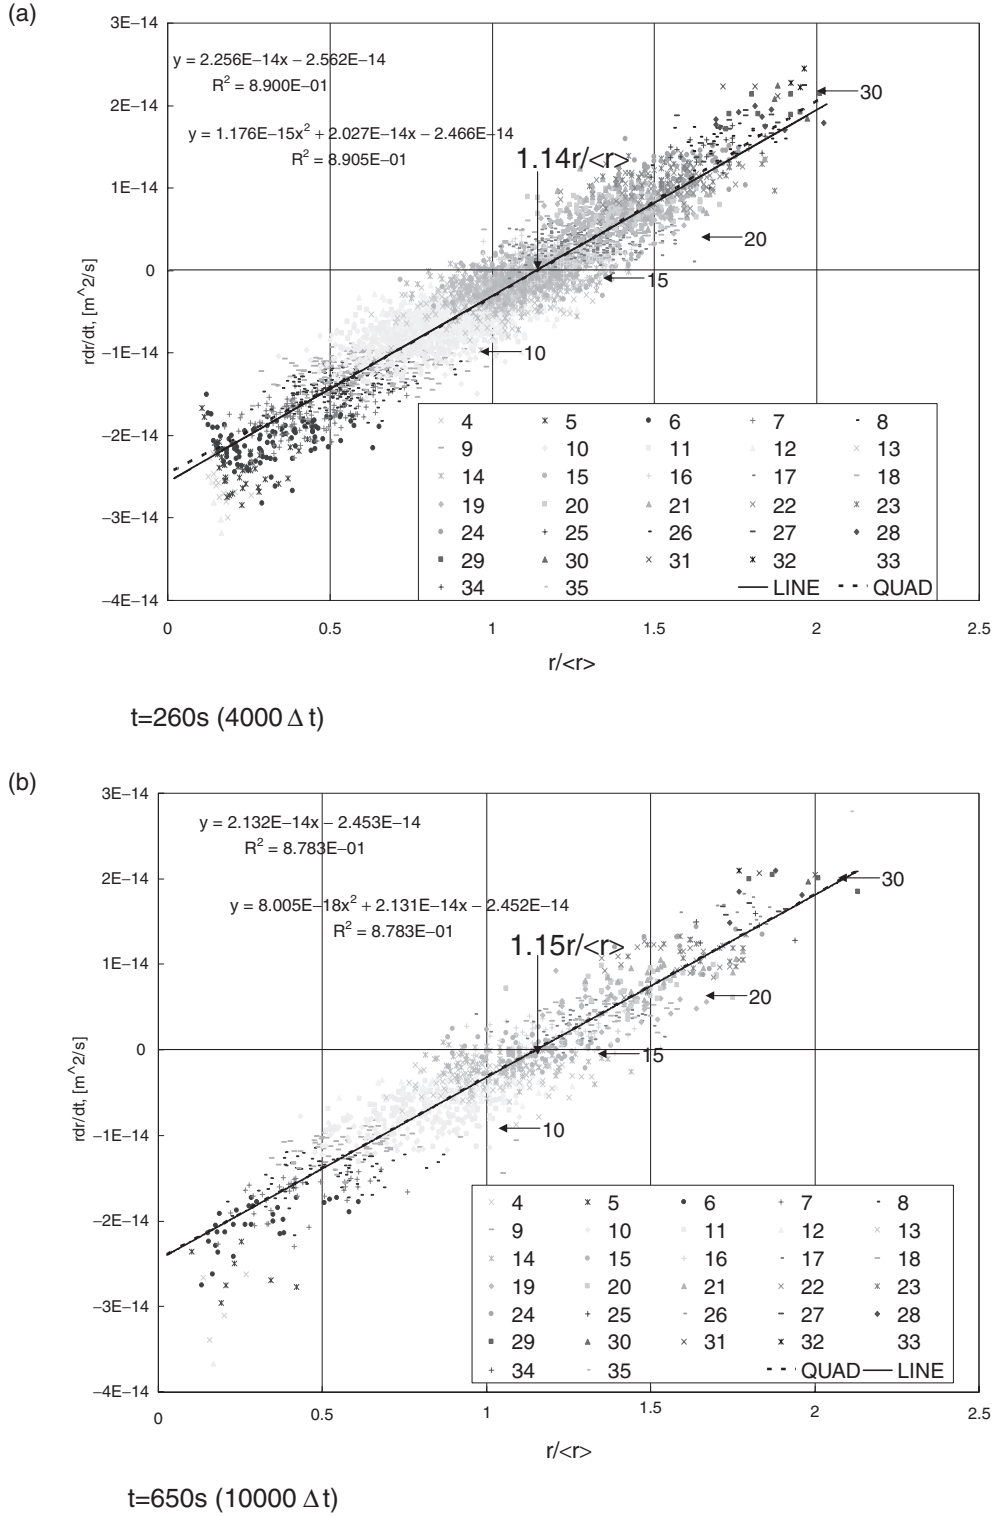 (a)
3E−14
y = 2.256E−14x − 2.562E−14
R2 = 8.900E−01
2E−14
30
y = 1.176E−15x2 + 2.027E−14x − 2.466E−14
R2 = 8.905E−01
1.14r/<r>
1E−14
20
rdr/dt, [m^2/s]
0
15
−1E−14
10
4 5 6 7 8
−2E−14
9 10 11 12 13
14 15 16 17 18
−3E−14
19 20 21 22 23
24 25 26 27 28
29 30 31 32 33
34 35 LINE QUAD
−4E−14
0 0.5 1 1.5 2 2.5
r/<r>
t=260s (4000 Δ t)
(b)
3E−14
y = 2.132E−14x − 2.453E−14
R2 = 8.783E−01
2E−14
30
y = 8.005E−18x2 + 2.131E−14x − 2.452E−14
R2 = 8.783E−01
1.15r/<r>
1E−14
20
rdr/dt, [m^2/s]
0
15
−1E−14
10
4 5 6 7 8
−2E−14
9 10 11 12 13
14 15 16 17 18
19 20 21 22 23
−3E−14
24 25 26 27 28
29 30 31 32 33
34 35 QUAD LINE
−4E−14
0 0.5 1 1.5 2 2.5
r/<r>
t=650s (10000 Δ t)